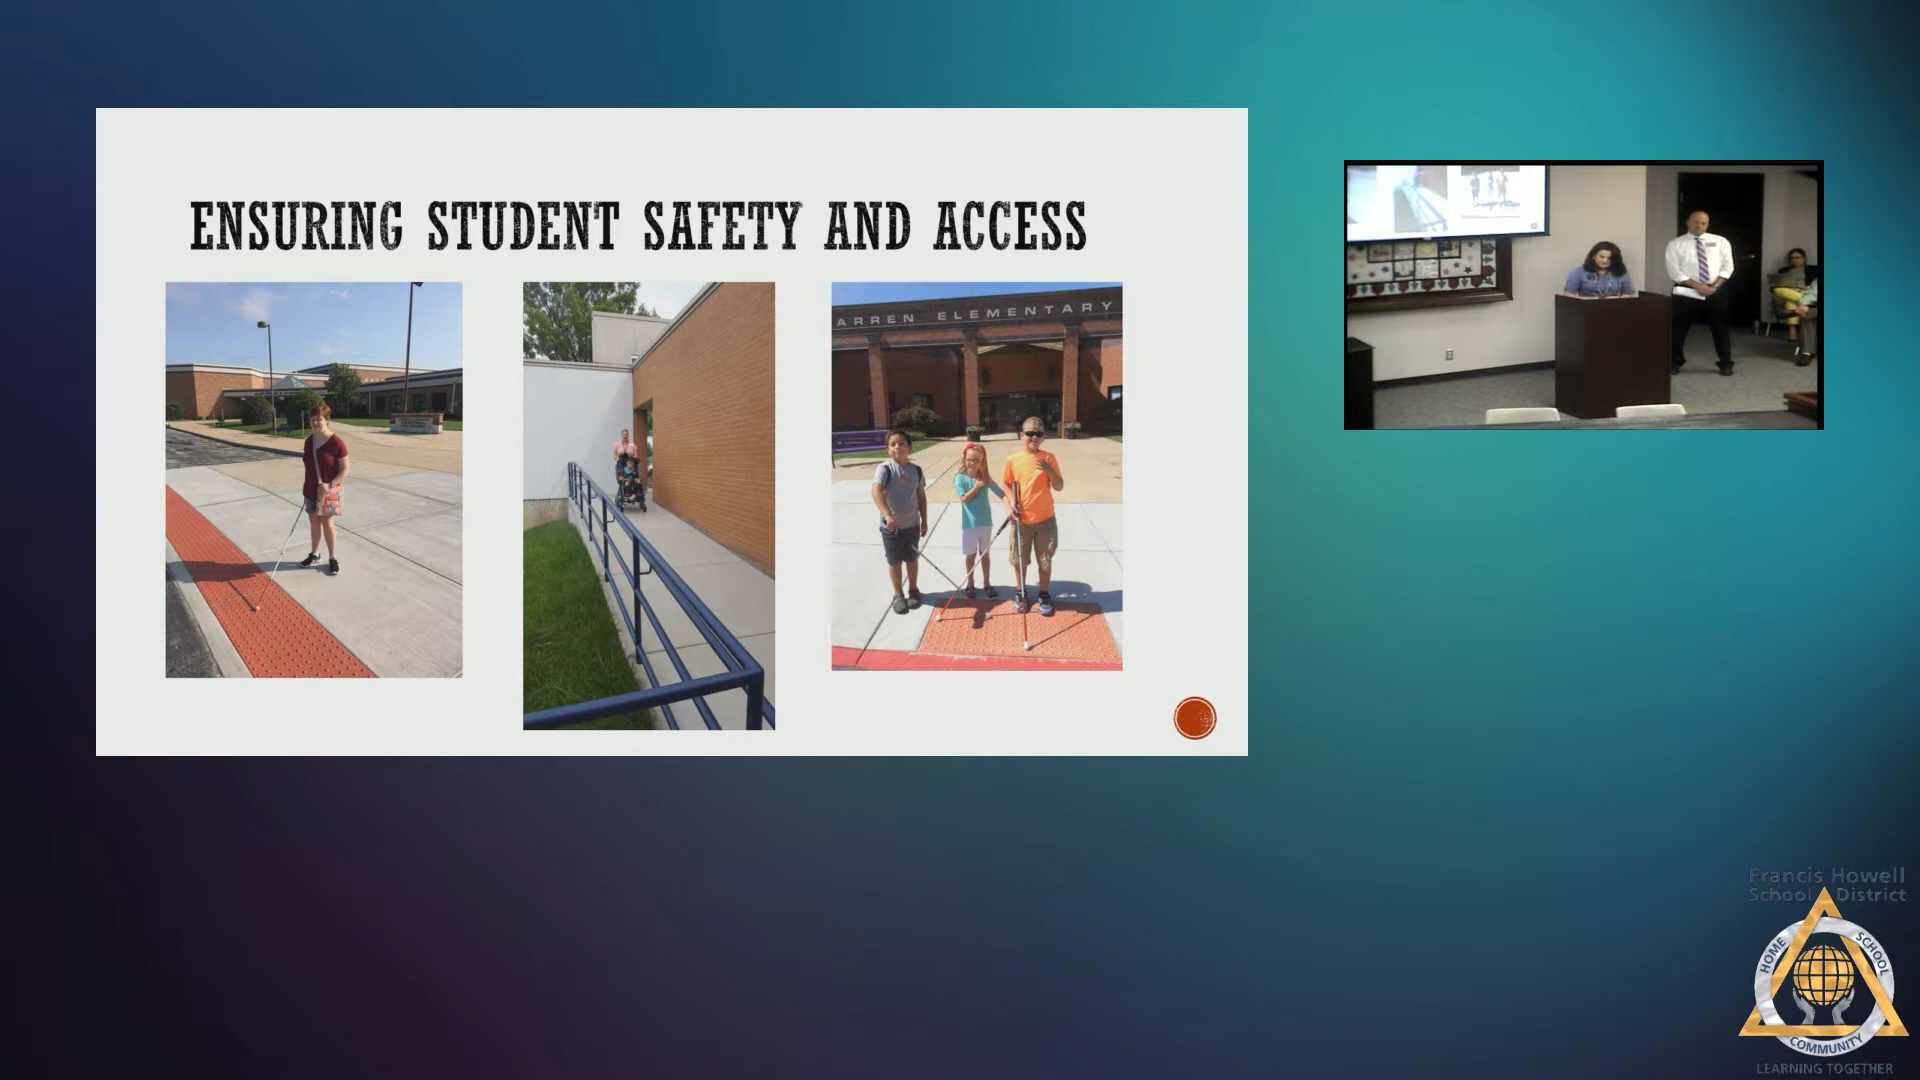 ENSURING STUDENT SAFETY AND ACCESS
ARREN ELEMENTARY
Francis Howell
School District
HOME
SCHOOL
COMMUNITY
LEARNING TOGETHER